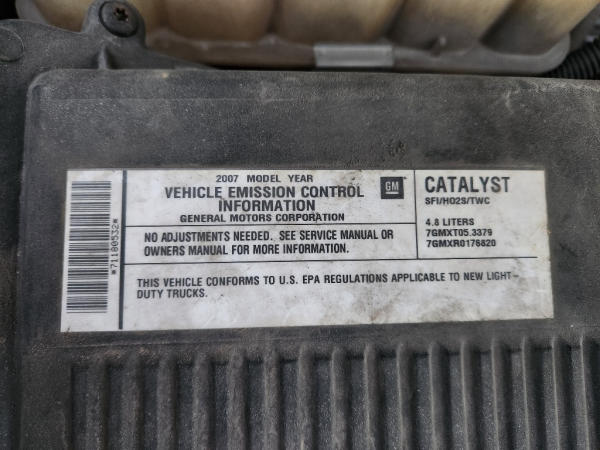 2007 MODEL YEAR
VEHICLE EMISSION CONTROL
INFORMATION
GENERAL MOTORS CORPORATION
GM
CATALYST
SFI/HO2S/TWC
4.8 LITERS
7GMXT05.3379
7GMXR0176820
NO ADJUSTMENTS NEEDED. SEE SERVICE MANUAL OR
OWNERS MANUAL FOR MORE INFORMATION.
THIS VEHICLE CONFORMS TO U.S. EPA REGULATIONS APPLICABLE TO NEW LIGHT-
DUTY TRUCKS.
*71180532*